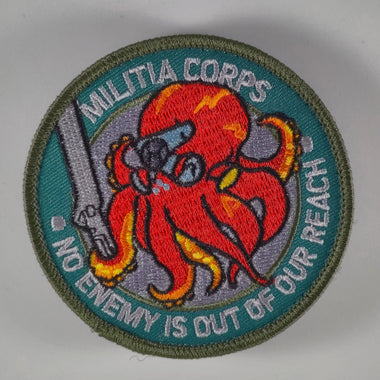 MILITIA CORPS
NO ENEMY IS OUT OF OUR REACH